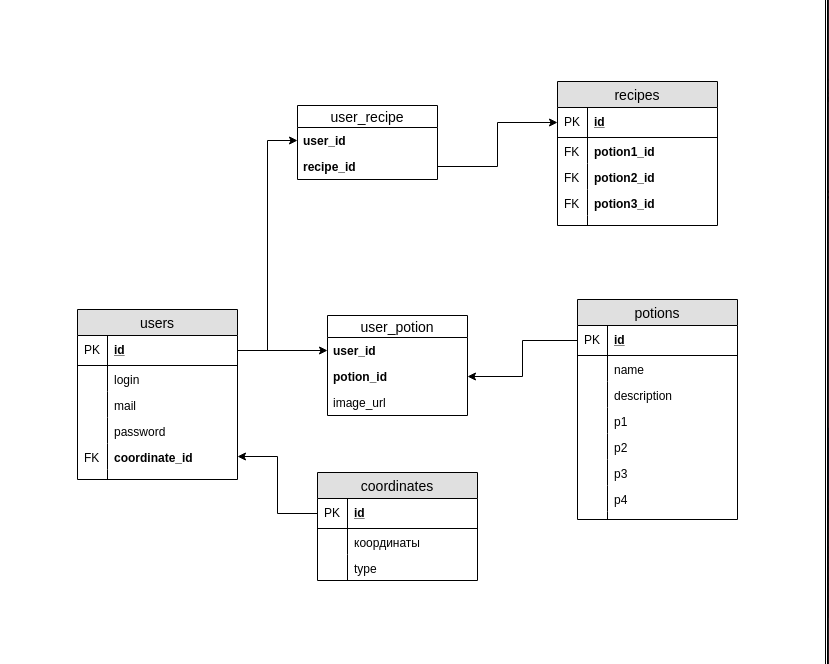 user_recipe
user_id
recipe_id
recipes
PK id
FK potion1_id
FK potion2_id
FK potion3_id
users
PK id
login
mail
password
FK coordinate_id
user_potion
user_id
potion_id
image_url
potions
PK id
name
description
p1
p2
p3
p4
coordinates
PK id
координаты
type